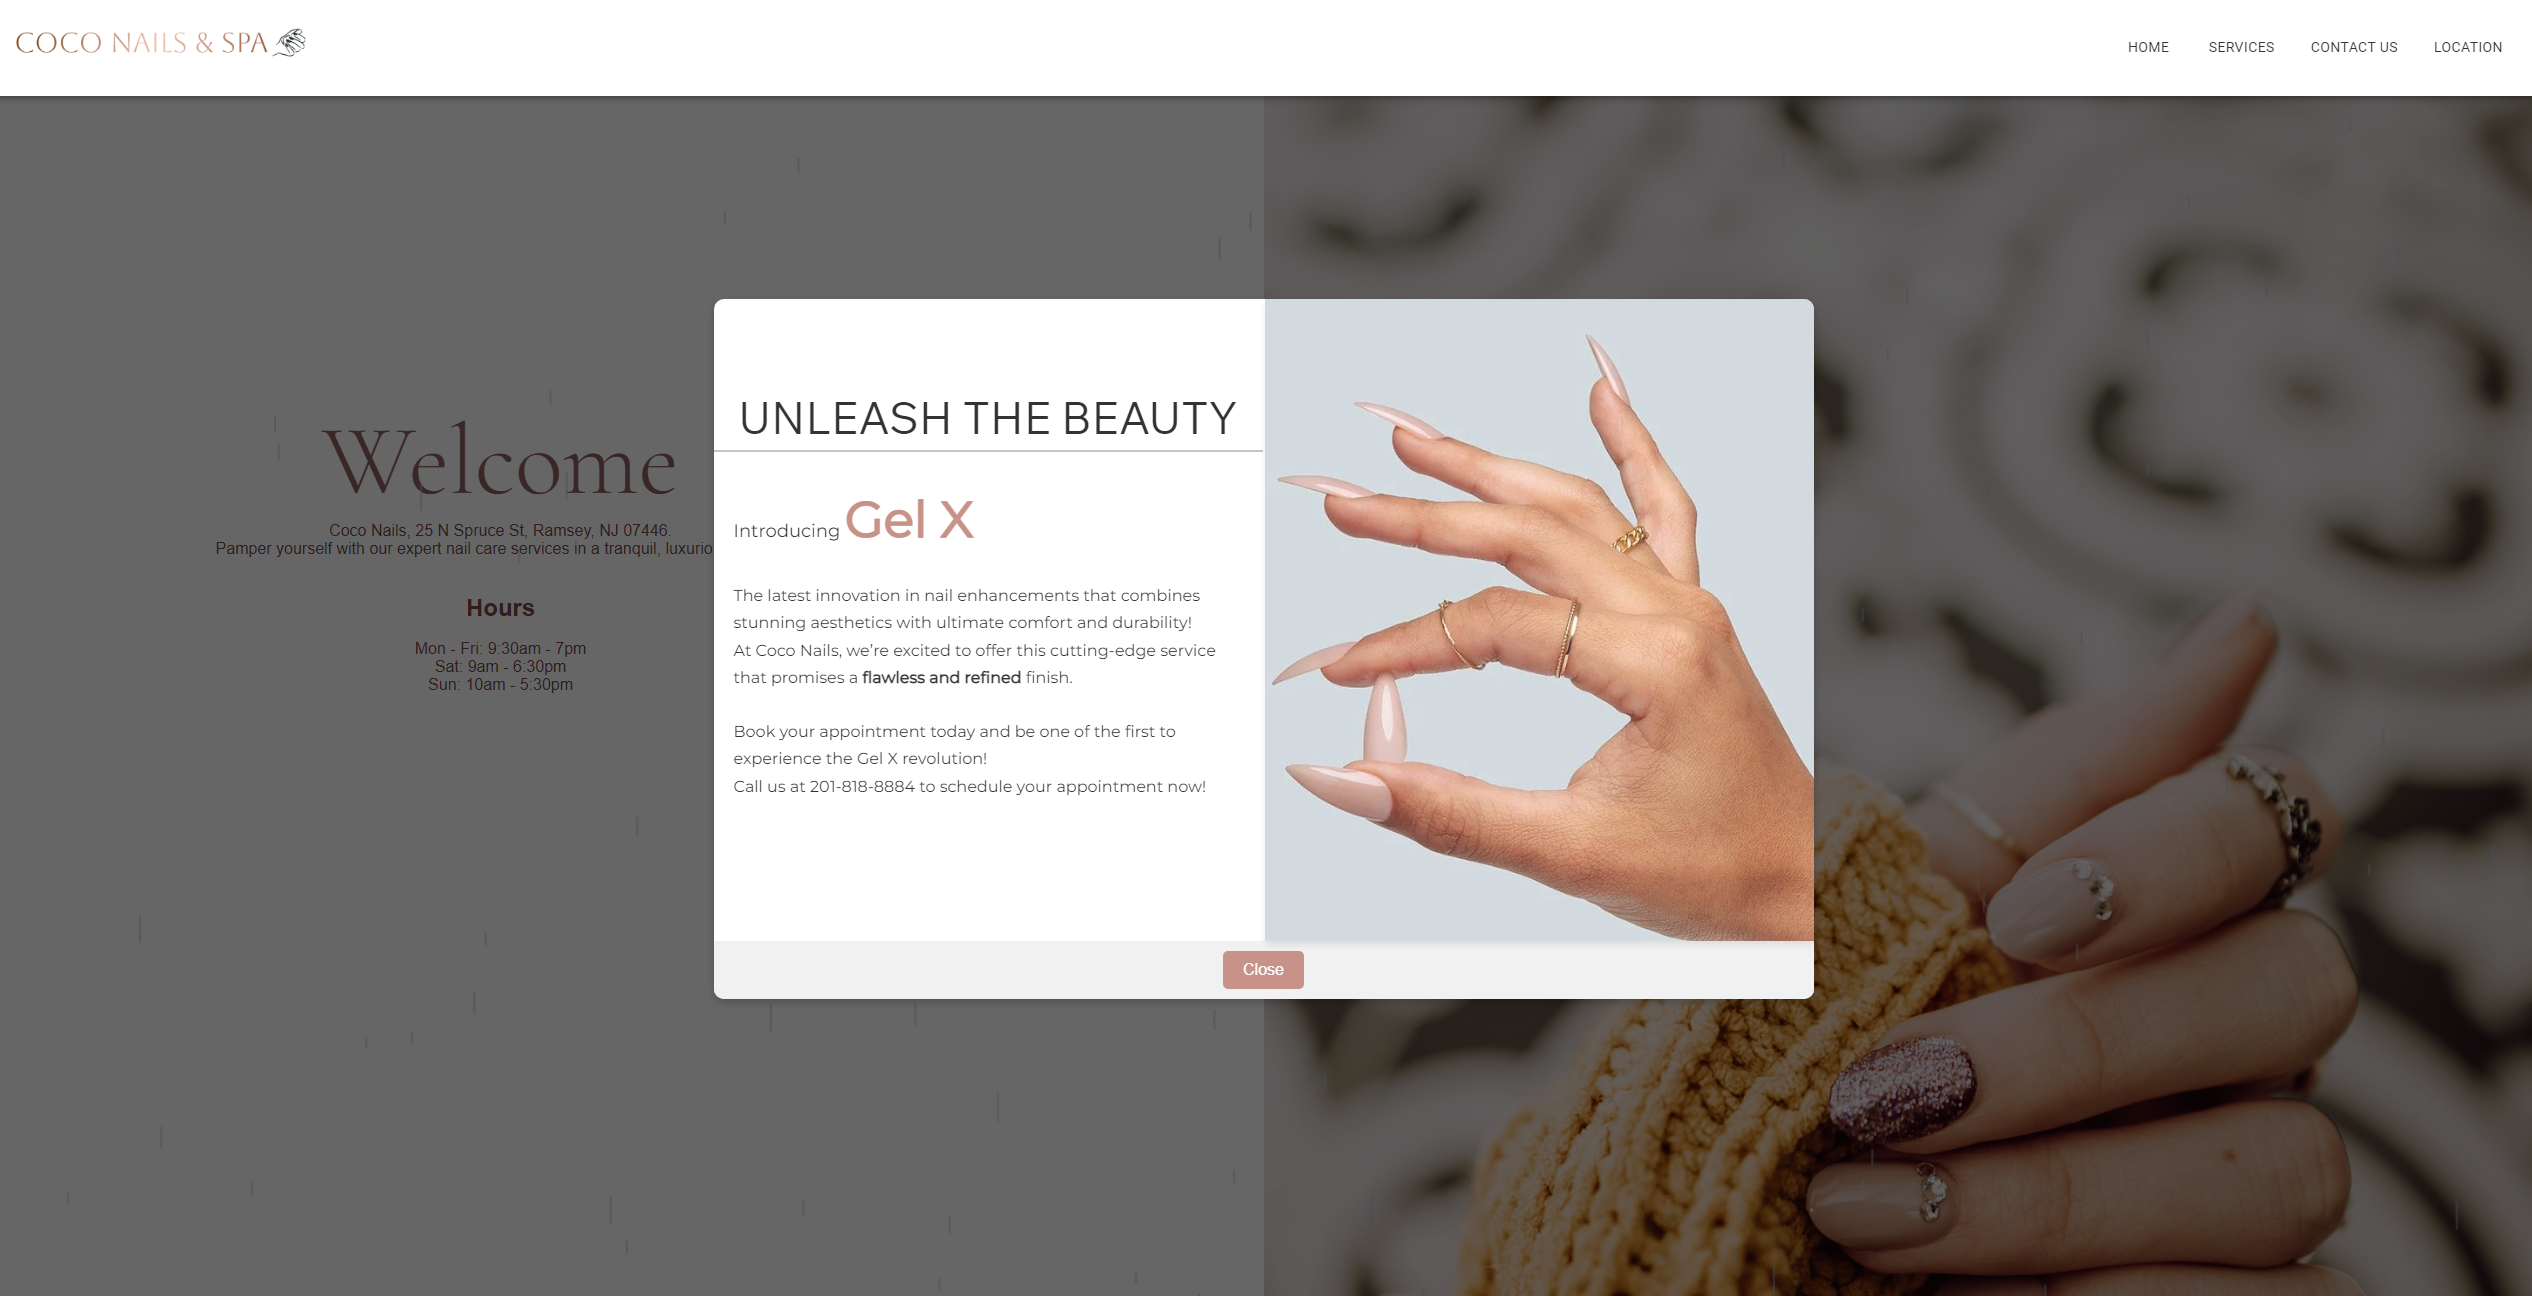 COCO NAILS & SPA
HOME
SERVICES
CONTACT US
LOCATION
Welcome
Coco Nails, 25 N Spruce St, Ramsey, NJ 07446.
Pamper yourself with our expert nail care services in a tranquil,
Hours
Mon - Fri: 9:30am - 7pm
Sat: 9am - 6:30pm
Sun: 10am - 5:30pm
UNLEASH THE BEAUTY
Introducing Gel X
The latest innovation in nail enhancements that combines
stunning aesthetics with ultimate comfort and durability!
At Coco Nails, we’re excited to offer this cutting-edge service
that promises a flawless and refined finish.
Book your appointment today and be one of the first to
experience the Gel X revolution!
Call us at 201-818-8884 to schedule your appointment now!
Close